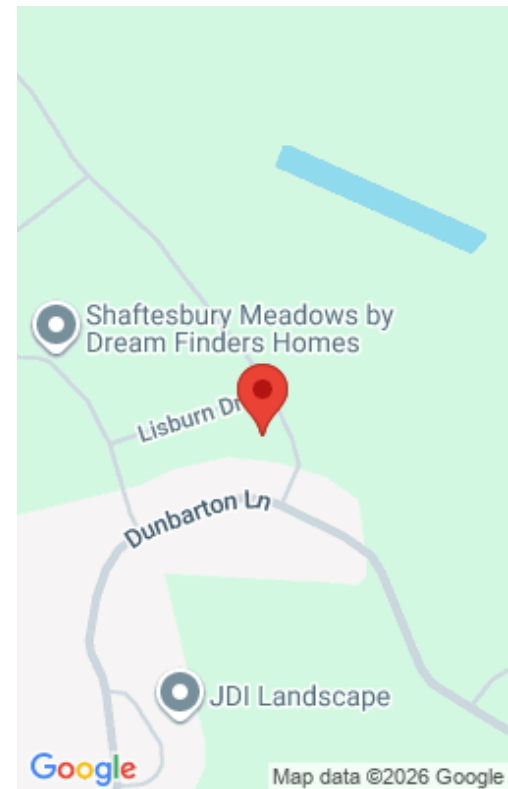 Shaftesbury Meadows by
Dream Finders Homes
Lisburn Dr
Dunbarton Ln
JDI Landscape
Google
Map data ©2026 Google